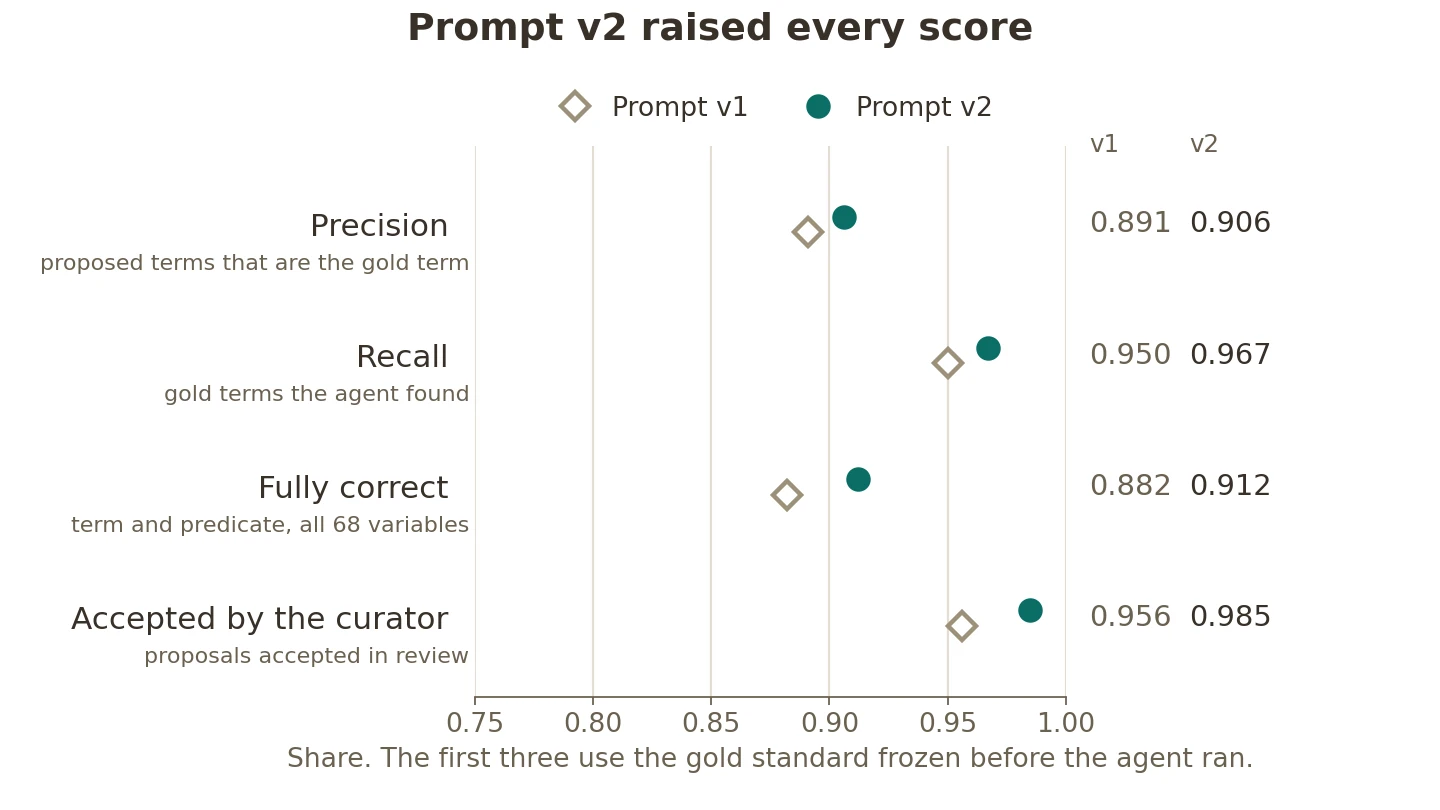 Prompt v2 raised every score
Prompt v1 Prompt v2
v1 v2
Precision 0.891 0.906
proposed terms that are the gold term
Recall 0.950 0.967
gold terms the agent found
Fully correct 0.882 0.912
term and predicate, all 68 variables
Accepted by the curator 0.956 0.985
proposals accepted in review
0.75 0.80 0.85 0.90 0.95 1.00
Share. The first three use the gold standard frozen before the agent ran.